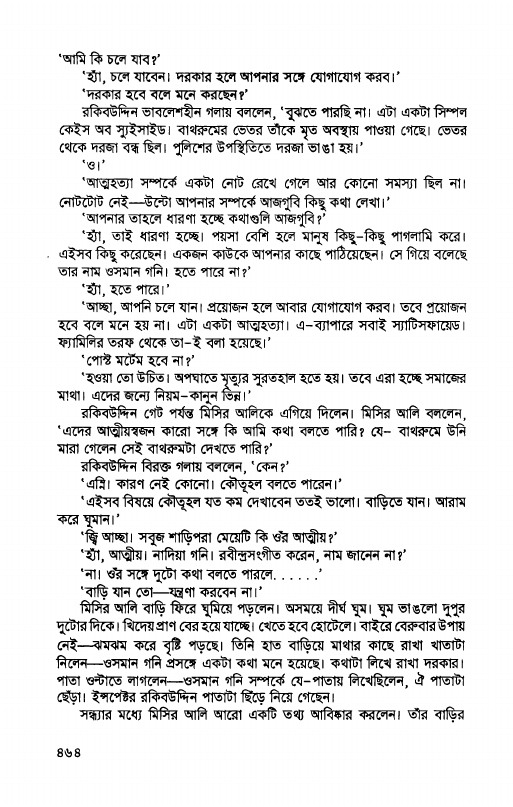 ‘আমি কি চলে যাব?’
‘হ্যাঁ, চলে যাবেন। দরকার হলে আপনার সঙ্গে যোগাযোগ করব।’
‘দরকার হবে বলে মনে করছেন?’
রকিবউদ্দিন ভাবলেশহীন গলায় বললেন, ‘বুঝতে পারছি না। এটা একটা সিম্পল
কেইস অব স্যুইসাইড। বাথরুমের ভেতর তাঁকে মৃত অবস্থায় পাওয়া গেছে। ভেতর
থেকে দরজা বন্ধ ছিল। পুলিশের উপস্থিতিতে দরজা ভাঙা হয়।’
‘ও।’
‘আত্মহত্যা সম্পর্কে একটা নোট রেখে গেলে আর কোনো সমস্যা ছিল না।
নোটটোট নেই—উল্টো আপনার সম্পর্কে আজগুবি কিছু কথা লেখা।’
‘আপনার তাহলে ধারণা হচ্ছে কথাগুলি আজগুবি?’
‘হ্যাঁ, তাই ধারণা হচ্ছে। পয়সা বেশি হলে মানুষ কিছু-কিছু পাগলামি করে।
এইসব কিছু করেছেন। একজন কাউকে আপনার কাছে পাঠিয়েছেন। সে গিয়ে বলেছে
তার নাম ওসমান গনি। হতে পারে না?’
‘হ্যাঁ, হতে পারে।’
‘আচ্ছা, আপনি চলে যান। প্রয়োজন হলে আবার যোগাযোগ করব। তবে প্রয়োজন
হবে বলে মনে হয় না। এটা একটা আত্মহত্যা। এ-ব্যাপারে সবাই স্যাটিসফায়েড।
ফ্যামিলির তরফ থেকে তা-ই বলা হয়েছে।’
‘পোস্ট মর্টেম হবে না?’
‘হওয়া তো উচিত। অপঘাতে মৃত্যুর সুরতহাল হতে হয়। তবে এরা হচ্ছে সমাজের
মাথা। এদের জন্যে নিয়ম-কানুন ভিন্ন।’
রকিবউদ্দিন গেট পর্যন্ত মিসির আলিকে এগিয়ে দিলেন। মিসির আলি বললেন,
‘এদের আত্মীয়স্বজন কারো সঙ্গে কি আমি কথা বলতে পারি? যে- বাথরুমে উনি
মারা গেলেন সেই বাথরুমটা দেখতে পারি?’
রকিবউদ্দিন বিরক্ত গলায় বললেন, ‘কেন?’
‘এম্নি। কারণ নেই কোনো। কৌতূহল বলতে পারেন।’
‘এইসব বিষয়ে কৌতূহল যত কম দেখাবেন ততই ভালো। বাড়িতে যান। আরাম
করে ঘুমান।’
‘জ্বি আচ্ছা। সবুজ শাড়িপরা মেয়েটি কি ওঁর আত্মীয়?’
‘হ্যাঁ, আত্মীয়। নাদিয়া গনি। রবীন্দ্রসংগীত করেন, নাম জানেন না?’
‘না। ওঁর সঙ্গে দুটো কথা বলতে পারলে. . . . . .’
‘বাড়ি যান তো—যন্ত্রণা করবেন না।’
মিসির আলি বাড়ি ফিরে ঘুমিয়ে পড়লেন। অসময়ে দীর্ঘ ঘুম। ঘুম ভাঙলো দুপুর
দুটোর দিকে। খিদেয় প্রাণ বের হয়ে যাচ্ছে। খেতে হবে হোটেলে। বাইরে বেরুবার উপায়
নেই—ঝমঝম করে বৃষ্টি পড়ছে। তিনি হাত বাড়িয়ে মাথার কাছে রাখা খাতাটা
নিলেন—ওসমান গনি প্রসঙ্গে একটা কথা মনে হয়েছে। কথাটা লিখে রাখা দরকার।
পাতা ওল্টাতে লাগলেন—ওসমান গনি সম্পর্কে যে-পাতায় লিখেছিলেন, ঐ পাতাটা
ছেঁড়া। ইন্সপেক্টর রকিবউদ্দিন পাতাটা ছিঁড়ে নিয়ে গেছেন।
সন্ধ্যার মধ্যে মিসির আলি আরো একটি তথ্য আবিষ্কার করলেন। তাঁর বাড়ির
৪৬৪